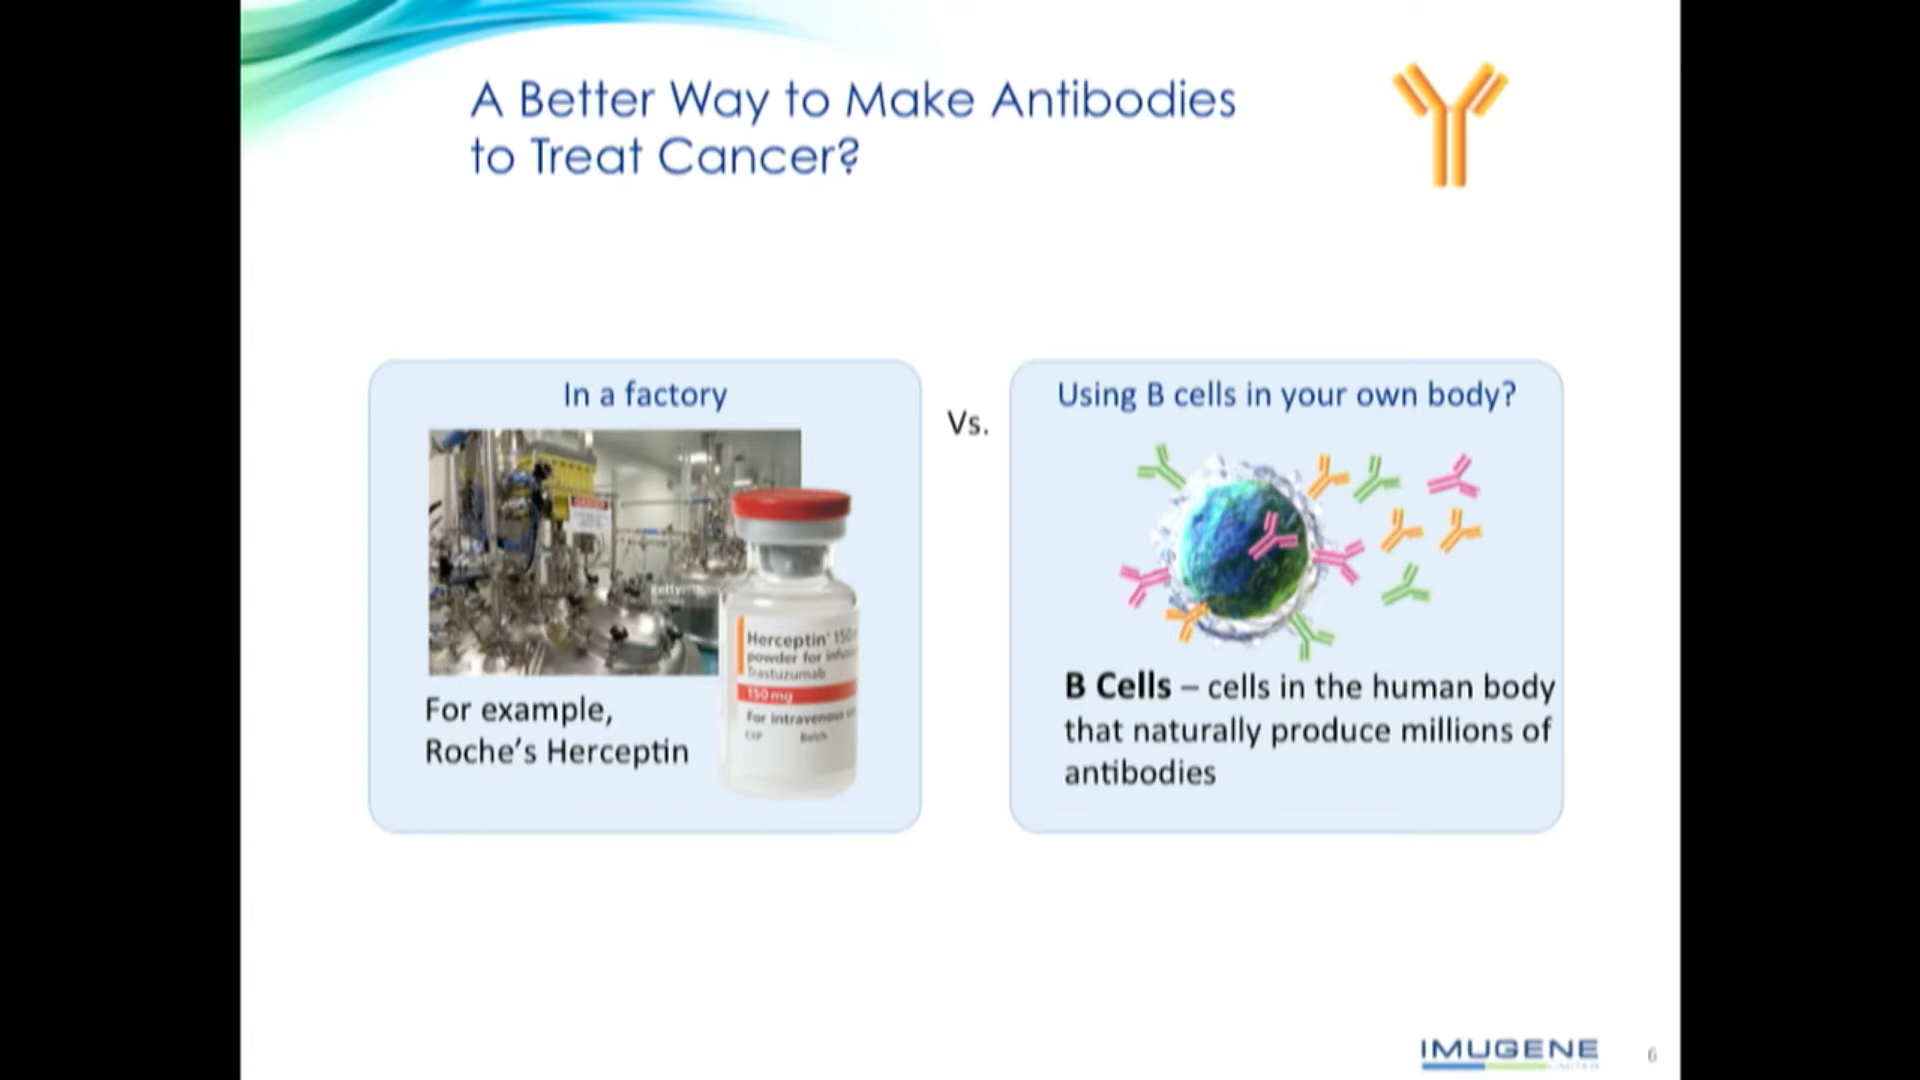 A Better Way to Make Antibodies
to Treat Cancer?
In a factory
Vs.
Using B cells in your own body?
Herceptin 150
powder for
Trastuzumab
150 mg
For intravenous
EXP Batch
For example,
Roche’s Herceptin
B Cells – cells in the human body
that naturally produce millions of
antibodies
IMUGENE
LIMITED
6